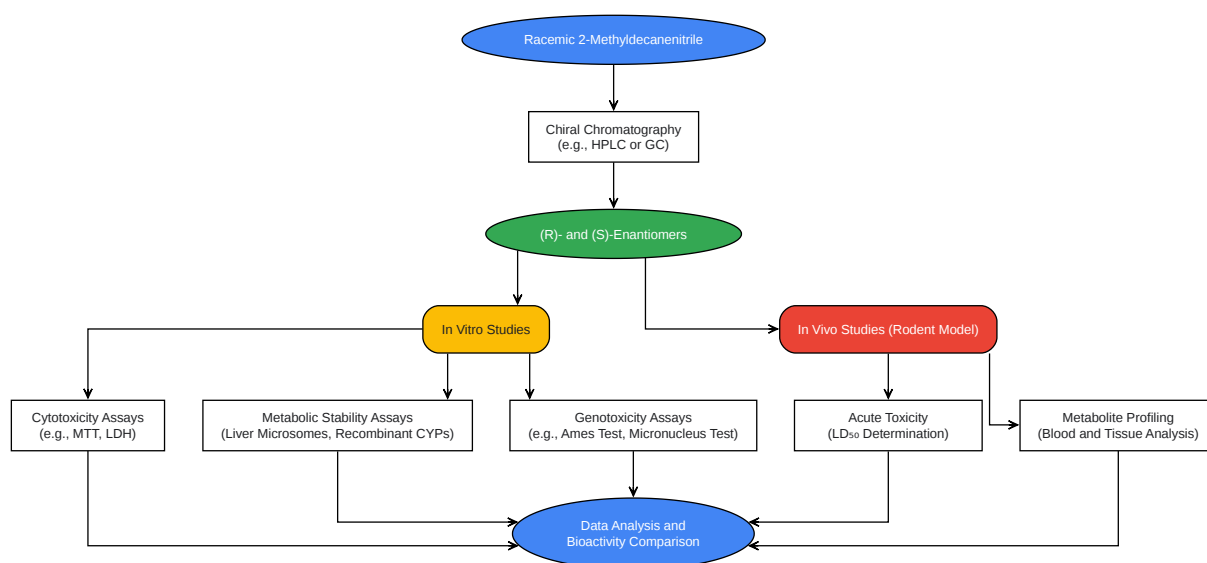 Racemic 2-Methyldecanenitrile
Chiral Chromatography
(e.g., HPLC or GC)
(R)- and (S)-Enantiomers
In Vitro Studies
In Vivo Studies (Rodent Model)
Cytotoxicity Assays
(e.g., MTT, LDH)
Metabolic Stability Assays
(Liver Microsomes, Recombinant CYPs)
Genotoxicity Assays
(e.g., Ames Test, Micronucleus Test)
Acute Toxicity
(LD₅₀ Determination)
Metabolite Profiling
(Blood and Tissue Analysis)
Data Analysis and
Bioactivity Comparison